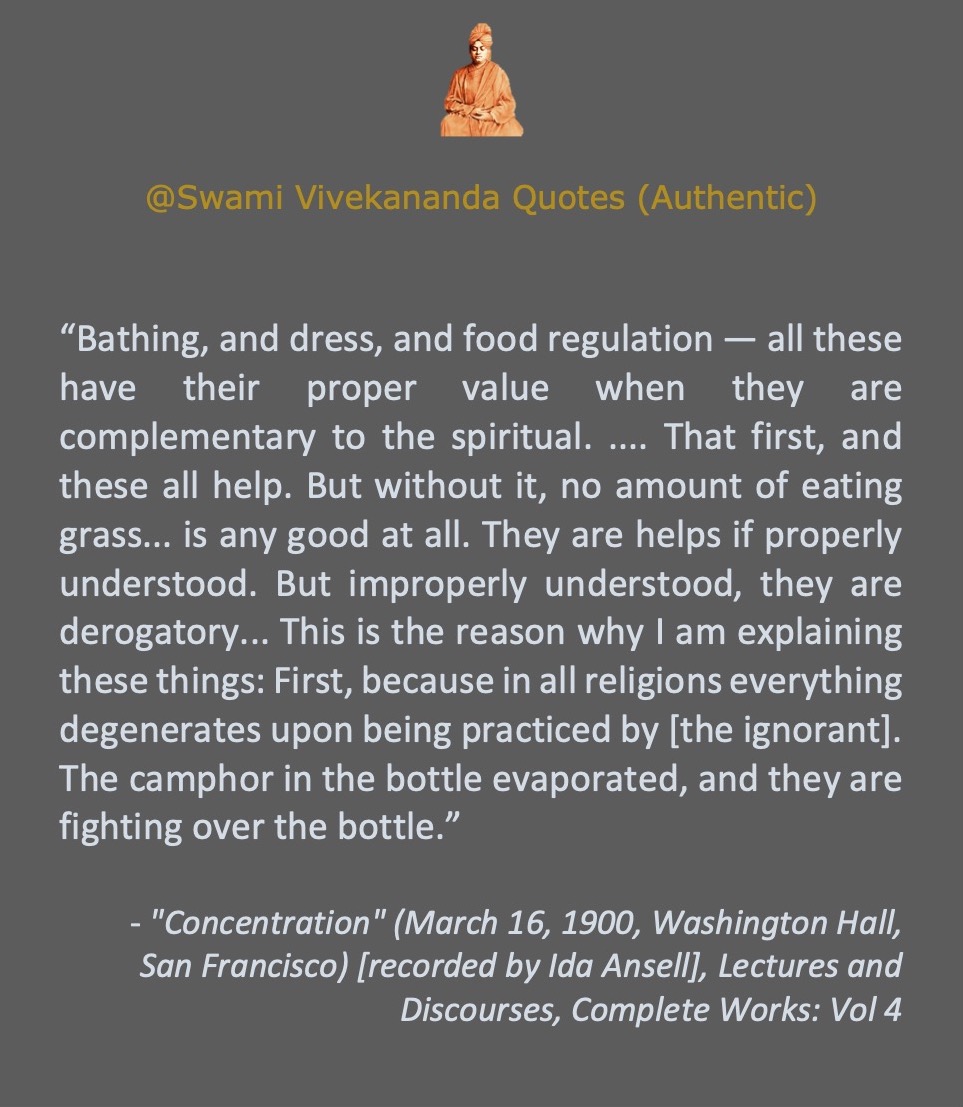 @Swami Vivekananda Quotes (Authentic)
“Bathing, and dress, and food regulation — all these
have their proper value when they are
complementary to the spiritual. .... That first, and
these all help. But without it, no amount of eating
grass... is any good at all. They are helps if properly
understood. But improperly understood, they are
derogatory... This is the reason why I am explaining
these things: First, because in all religions everything
degenerates upon being practiced by [the ignorant].
The camphor in the bottle evaporated, and they are
fighting over the bottle.”
- "Concentration" (March 16, 1900, Washington Hall,
San Francisco) [recorded by Ida Ansell], Lectures and
Discourses, Complete Works: Vol 4